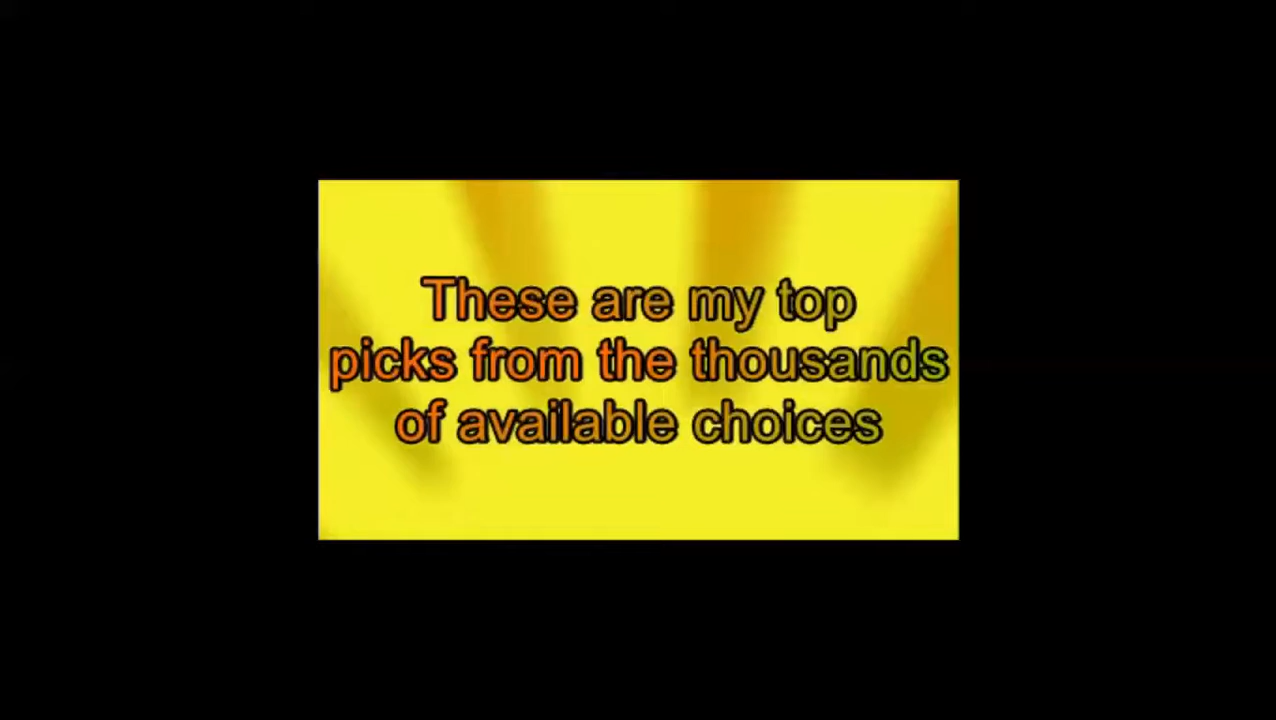 These are my top
picks from the thousands
of available choices